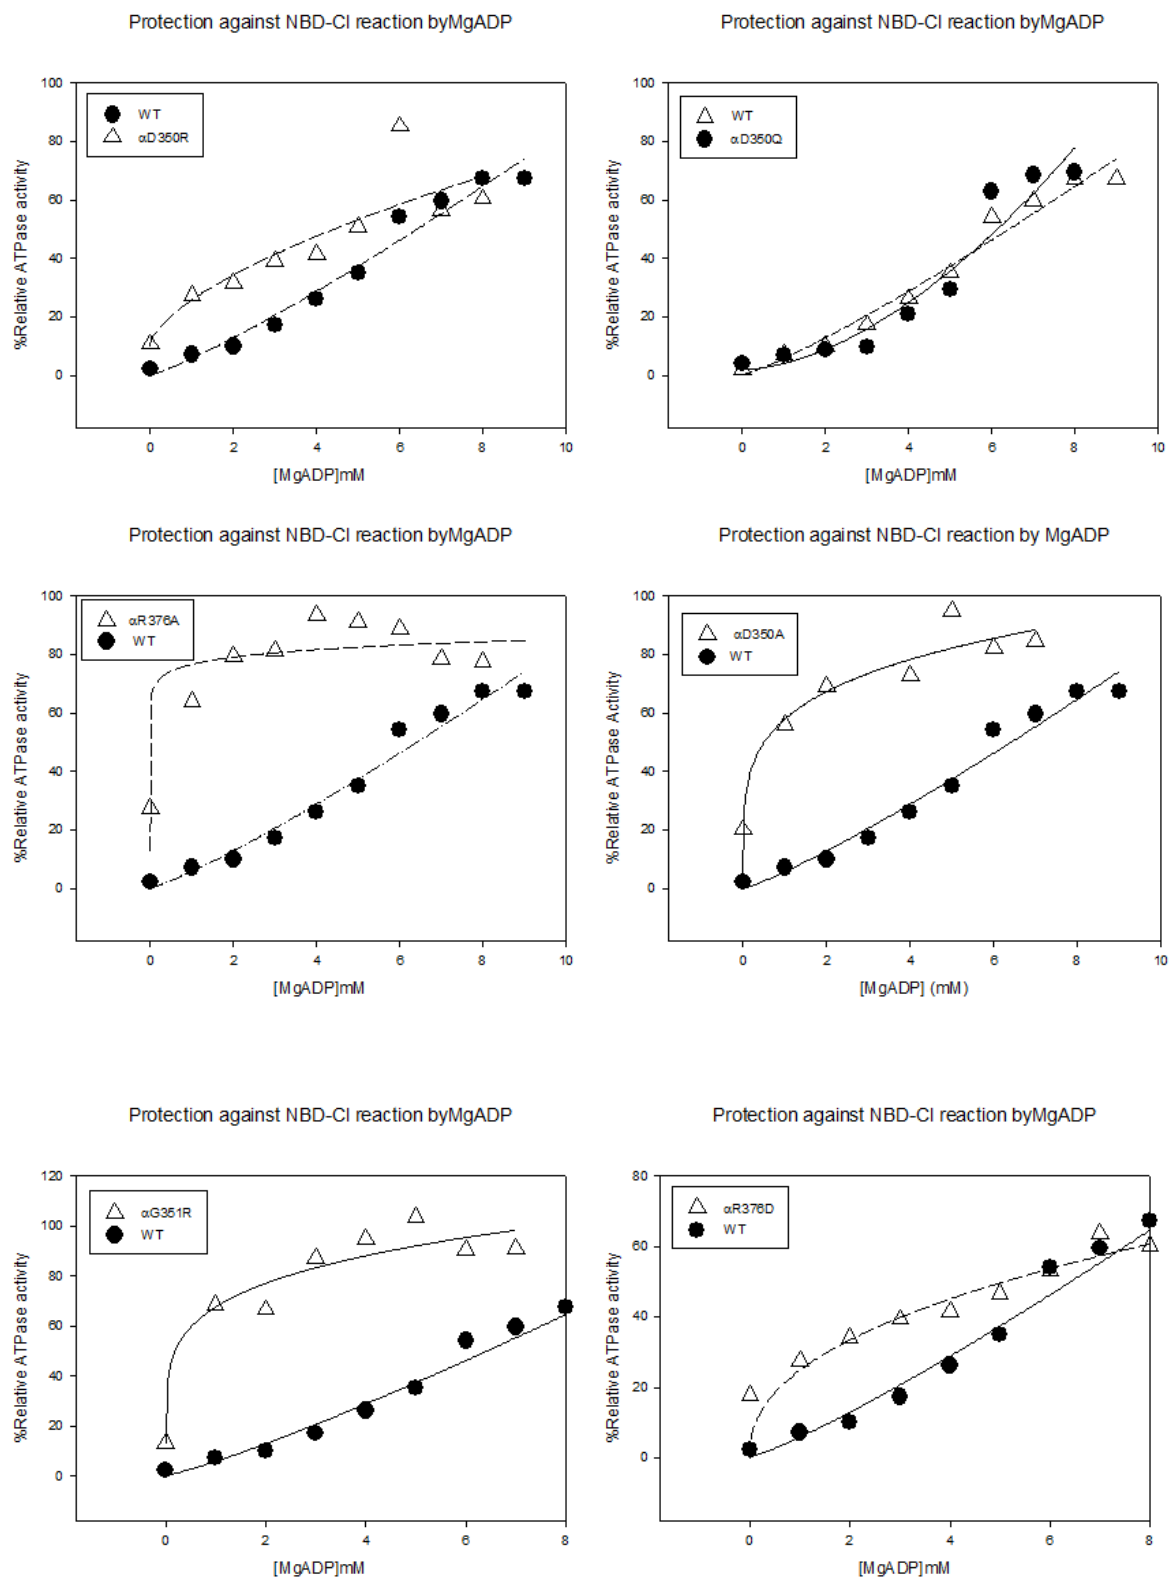 Protection against NBD-Cl reaction byMgADP
%Relative ATPase activity
100
80
60
40
20
0
WT
αD350R
0 2 4 6 8 10
[MgADP]mM
Protection against NBD-Cl reaction byMgADP
%Relative ATPase activity
100
80
60
40
20
0
WT
αD350Q
0 2 4 6 8 10
[MgADP]mM
Protection against NBD-Cl reaction byMgADP
%Relative ATPase activity
100
80
60
40
20
0
αR376A
WT
0 2 4 6 8 10
[MgADP]mM
Protection against NBD-Cl reaction by MgADP
%Relative ATPase Activity
100
80
60
40
20
0
αD350A
WT
0 2 4 6 8 10
[MgADP] (mM)
Protection against NBD-Cl reaction byMgADP
%Relative ATPase activity
120
100
80
60
40
20
0
αG351R
WT
0 2 4 6 8
[MgADP]mM
Protection against NBD-Cl reaction byMgADP
%Relative ATPase activity
80
60
40
20
0
αR376D
WT
0 2 4 6 8
[MgADP]mM